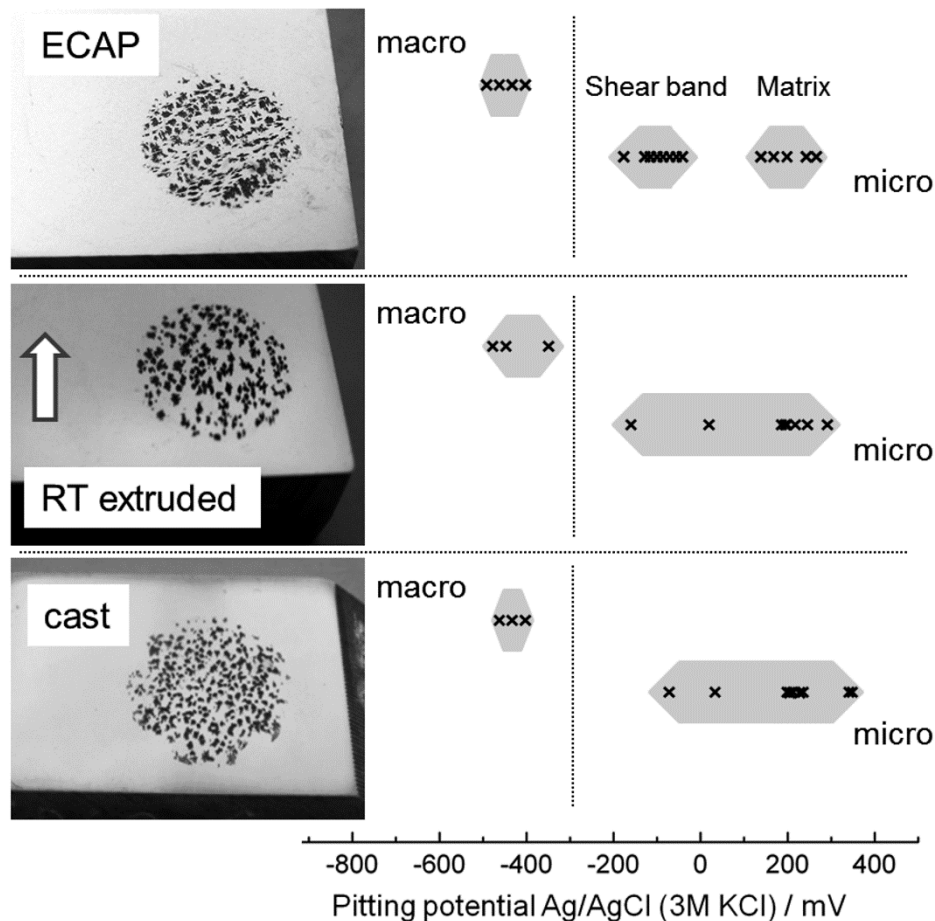 ECAP
macro
Shear band Matrix
micro
macro
RT extruded
micro
cast
macro
micro
-800 -600 -400 -200 0 200 400
Pitting potential Ag/AgCl (3M KCl) / mV